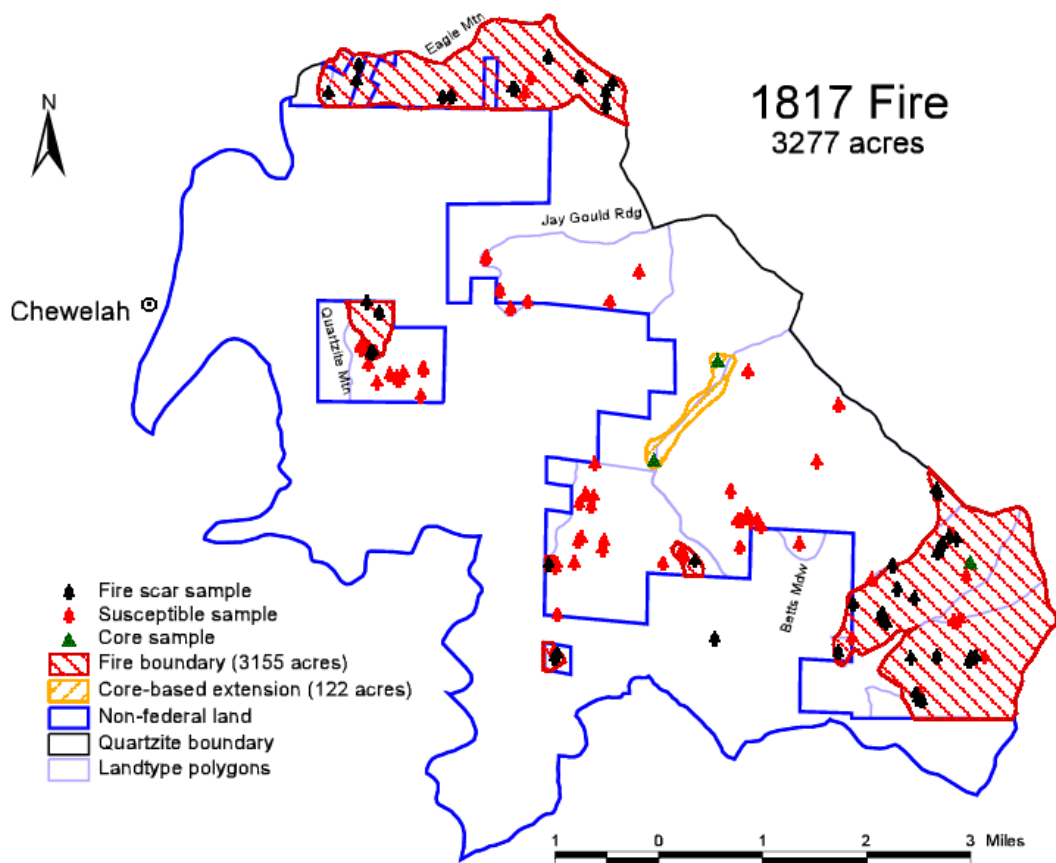 Eagle Mtn
N
1817 Fire
3277 acres
Jay Gould Rdg
Chewelah
Quartzite Mtn
Betts Mdw
Fire scar sample
Susceptible sample
Core sample
Fire boundary (3155 acres)
Core-based extension (122 acres)
Non-federal land
Quartzite boundary
Landtype polygons
1 0 1 2 3 Miles